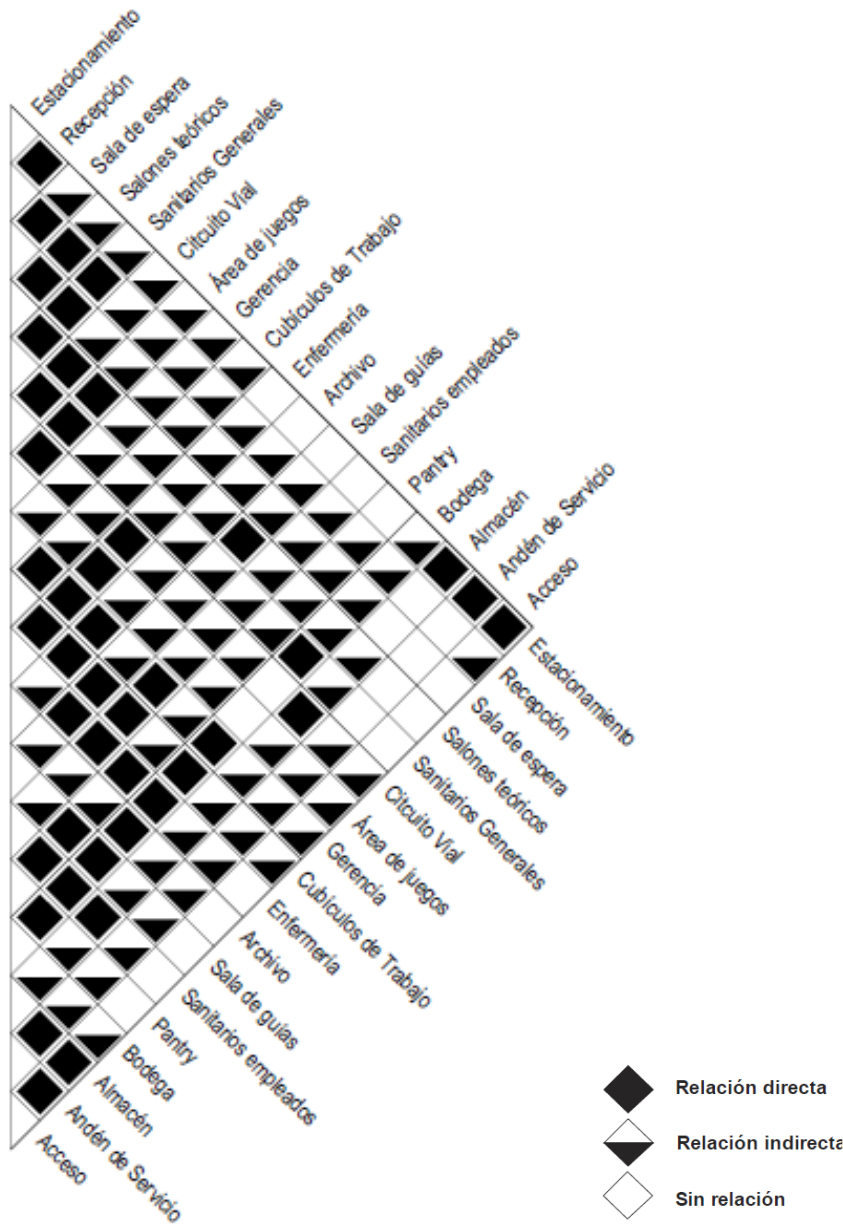 Estacionamiento
Recepción
Sala de espera
Salones teóricos
Sanitarios Generales
Citcuito Vial
Área de juegos
Gerencia
Cubículos de Trabajo
Enfermería
Archivo
Sala de guías
Sanitarios empleados
Pantry
Bodega
Almacén
Andén de Servicio
Acceso
Estacionamiento
Recepción
Sala de espera
Salones teóricos
Sanitarios Generales
Citcuito Vial
Área de juegos
Gerencia
Cubículos de Trabajo
Enfermería
Archivo
Sala de guías
Sanitarios empleados
Pantry
Bodega
Almacén
Andén de Servicio
Acceso
Relación directa
Relación indirecta
Sin relación